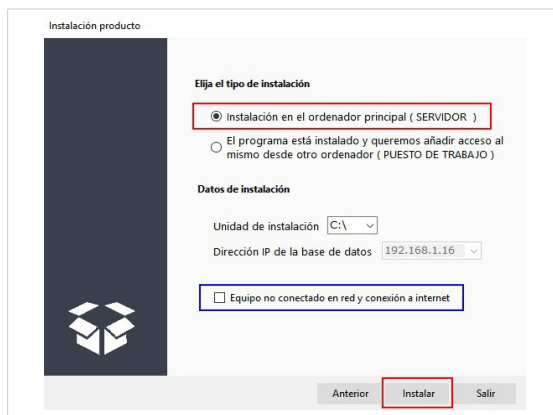 Instalación producto
Elija el tipo de instalación
Instalación en el ordenador principal ( SERVIDOR )
El programa está instalado y queremos añadir acceso al
mismo desde otro ordenador ( PUESTO DE TRABAJO )
Datos de instalación
Unidad de instalación C:\
Dirección IP de la base de datos 192.168.1.16
Equipo no conectado en red y conexión a internet
Anterior Instalar Salir